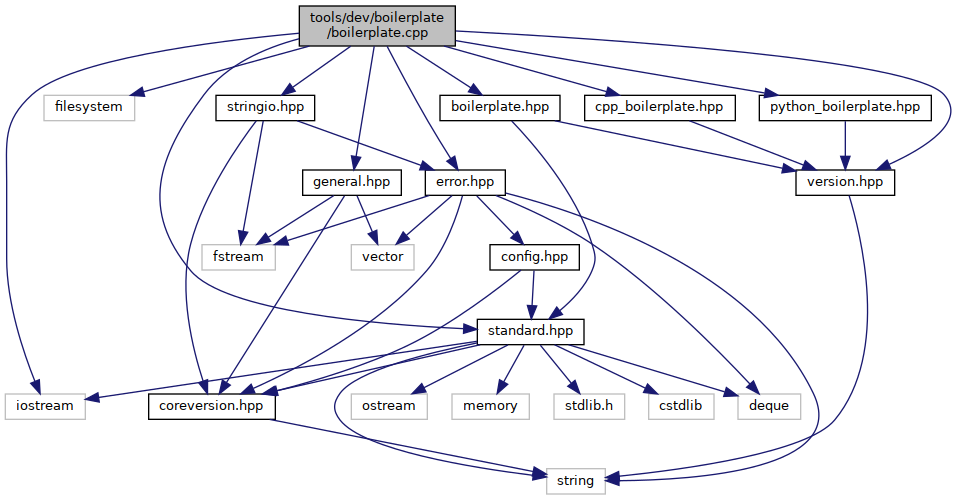 tools/dev/boilerplate
/boilerplate.cpp
filesystem
stringio.hpp
boilerplate.hpp
cpp_boilerplate.hpp
python_boilerplate.hpp
general.hpp
error.hpp
version.hpp
fstream
vector
config.hpp
standard.hpp
iostream
coreversion.hpp
ostream
memory
stdlib.h
cstdlib
deque
string